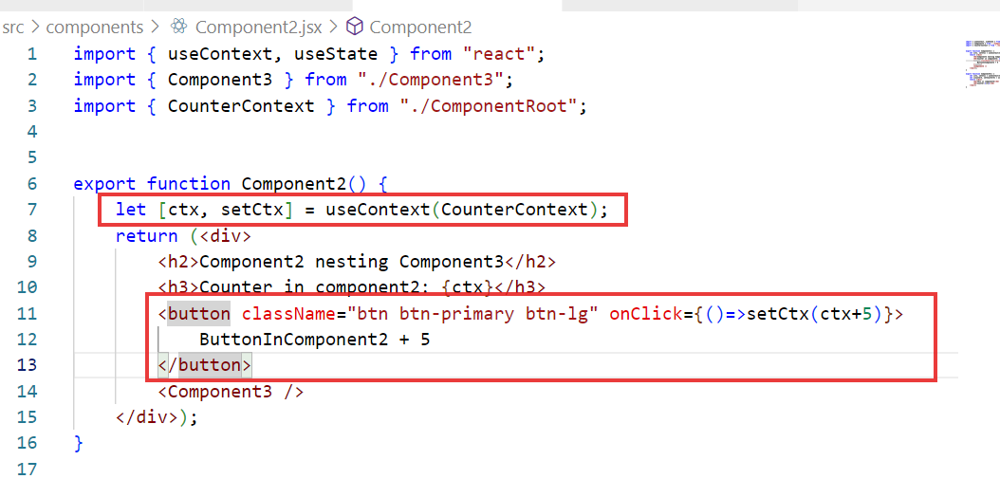 src > components > Component2.jsx > Component2
1 import { useContext, useState } from "react";
2 import { Component3 } from "./Component3";
3 import { CounterContext } from "./ComponentRoot";
4
5
6 export function Component2() {
7     let [ctx, setCtx] = useContext(CounterContext);
8     return (<div>
9         <h2>Component2 nesting Component3</h2>
10         <h3>Counter in component2: {ctx}</h3>
11         <button className="btn btn-primary btn-lg" onClick={()=>setCtx(ctx+5)}>
12             ButtonInComponent2 + 5
13         </button>
14         <Component3 />
15     </div>);
16 }
17